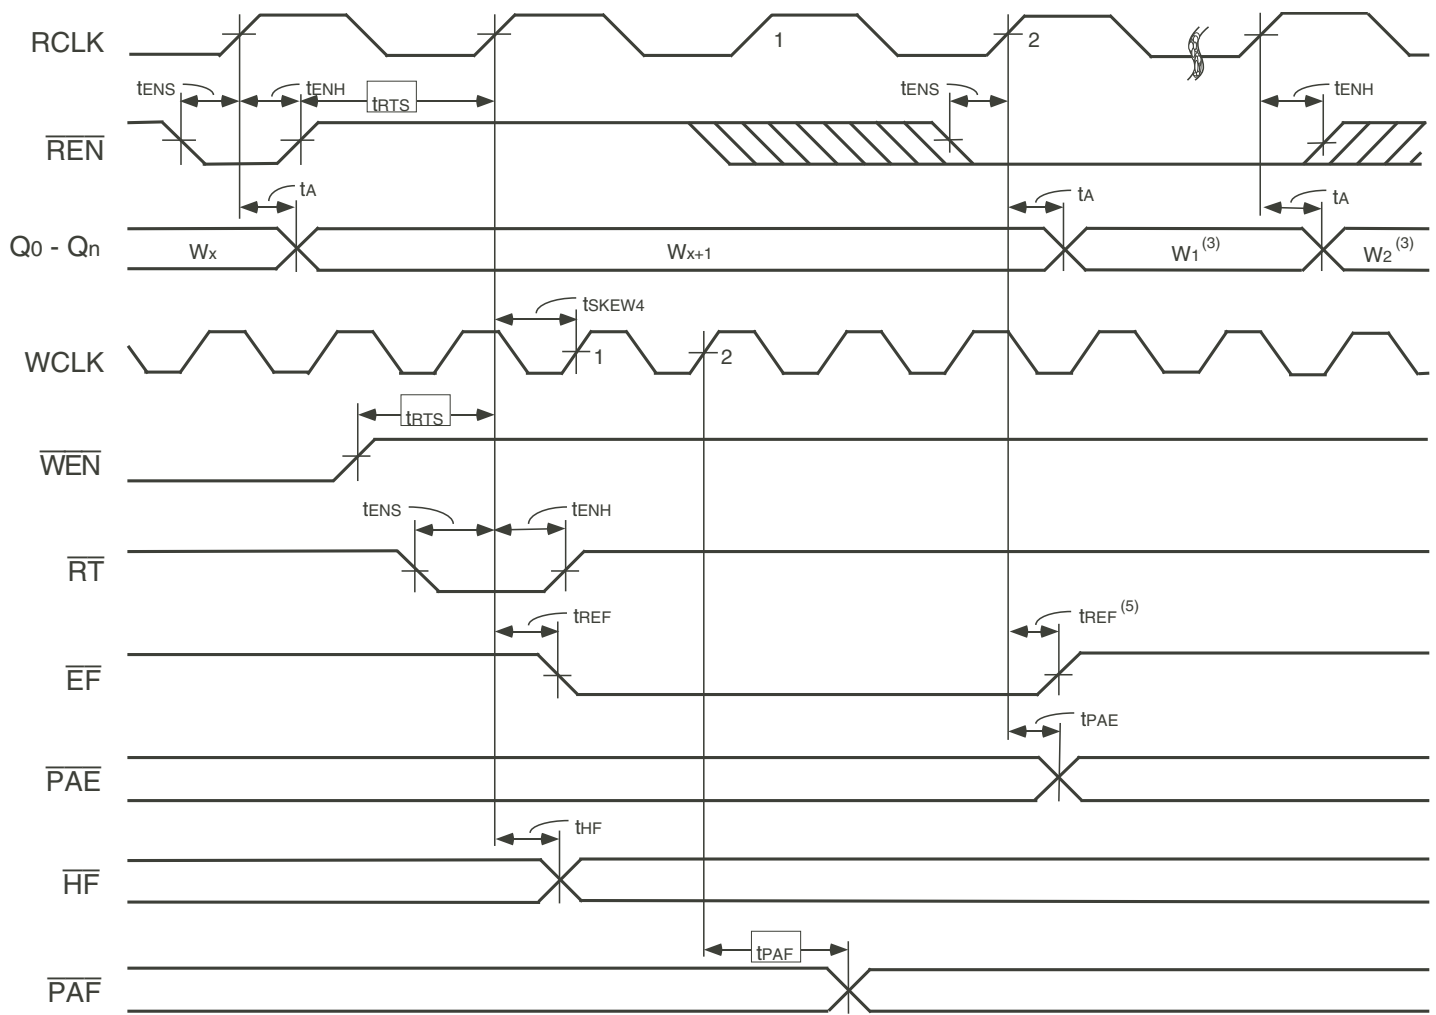 RCLK
1
2
tENS
tENH
tRTS
tENS
tENH
REN
tA
tA
tA
Q0 - Qn
Wx
Wx+1
W1(3)
W2(3)
tSKEW4
WCLK
1
2
tRTS
WEN
tENS
tENH
RT
tREF
tREF(5)
EF
tPAE
PAE
tHF
HF
tPAF
PAF